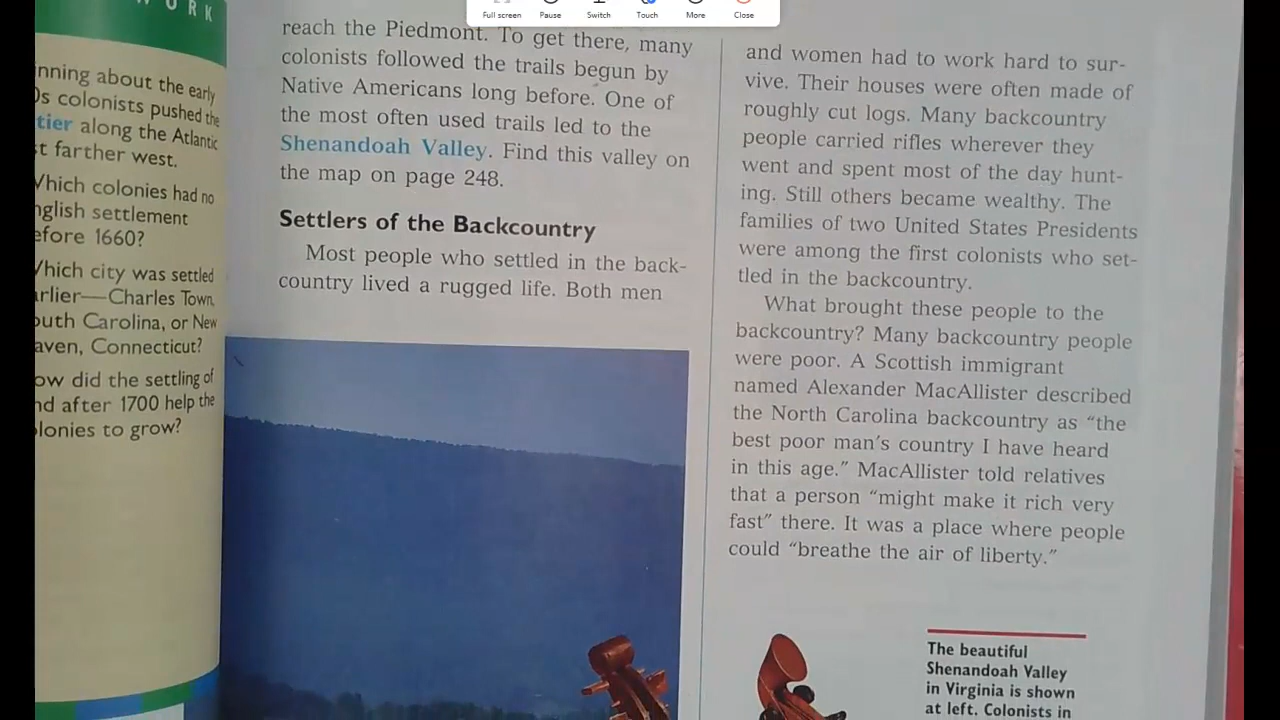 Full screen
Pause
Switch
Touch
More
Close
WORK
nning about the early
0s colonists pushed the
tier along the Atlantic
st farther west.
Which colonies had no
nglish settlement
efore 1660?
Which city was settled
arlier—Charles Town,
outh Carolina, or New
aven, Connecticut?
ow did the settling of
nd after 1700 help the
olonies to grow?
reach the Piedmont. To get there, many
colonists followed the trails begun by
Native Americans long before. One of
the most often used trails led to the
Shenandoah Valley. Find this valley on
the map on page 248.
Settlers of the Backcountry
Most people who settled in the back-
country lived a rugged life. Both men
and women had to work hard to sur-
vive. Their houses were often made of
roughly cut logs. Many backcountry
people carried rifles wherever they
went and spent most of the day hunt-
ing. Still others became wealthy. The
families of two United States Presidents
were among the first colonists who set-
tled in the backcountry.
What brought these people to the
backcountry? Many backcountry people
were poor. A Scottish immigrant
named Alexander MacAllister described
the North Carolina backcountry as “the
best poor man’s country I have heard
in this age.” MacAllister told relatives
that a person “might make it rich very
fast” there. It was a place where people
could “breathe the air of liberty.”
The beautiful
Shenandoah Valley
in Virginia is shown
at left. Colonists in